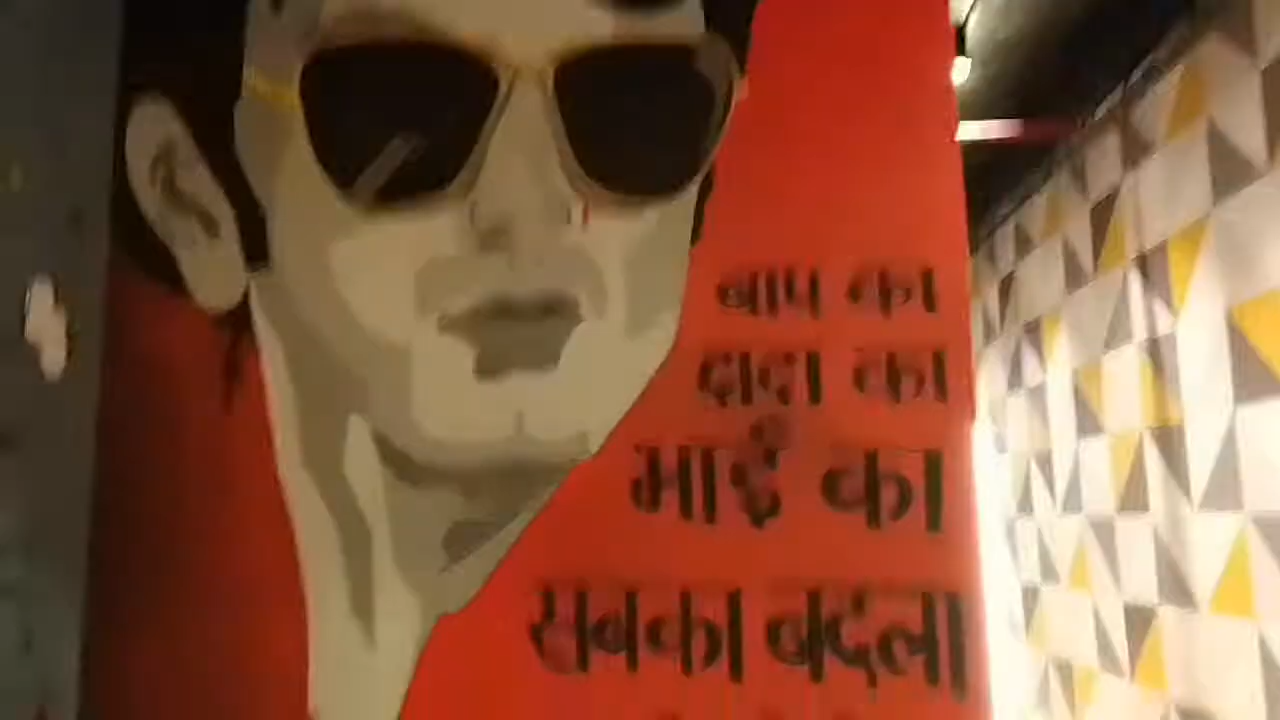 बाप का
दादा का
भाई का
सबका बदला